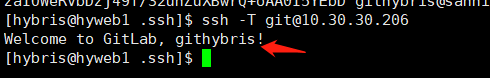 [hybris@hyweb1 .ssh]$ ssh -T git@10.30.30.206
Welcome to GitLab, githybris!
[hybris@hyweb1 .ssh]$